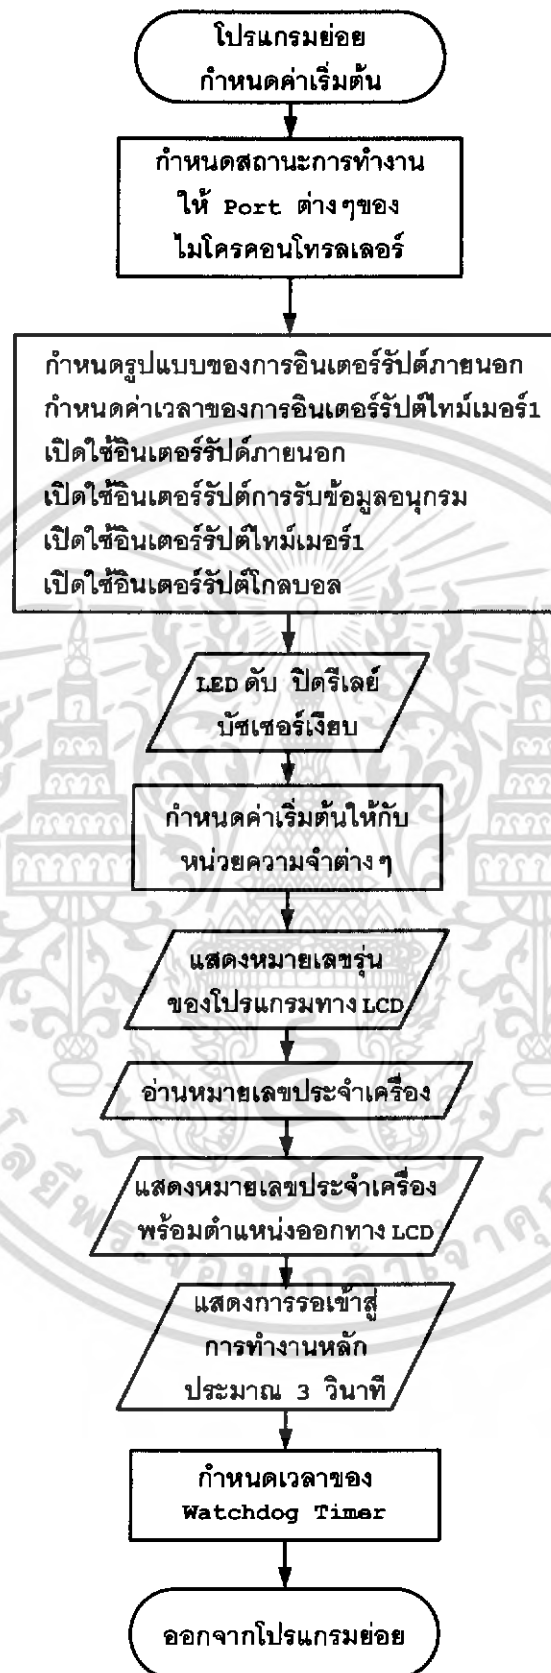 โปรแกรมย่อย
กำหนดค่าเริ่มต้น
กำหนดสถานะการทำงาน
ให้ Port ต่างๆของ
ไมโครคอนโทรลเลอร์
กำหนดรูปแบบของการอินเตอร์รัปต์ภายนอก
กำหนดค่าเวลาของการอินเตอร์รัปต์ไทม์เมอร์1
เปิดใช้อินเตอร์รัปต์ภายนอก
เปิดใช้อินเตอร์รัปต์การรับข้อมูลอนุกรม
เปิดใช้อินเตอร์รัปต์ไทม์เมอร์1
เปิดใช้อินเตอร์รัปต์โกลบอล
LED ดับ ปิดรีเลย์
บัซเซอร์เงียบ
กำหนดค่าเริ่มต้นให้กับ
หน่วยความจำต่างๆ
แสดงหมายเลขรุ่น
ของโปรแกรมทาง LCD
อ่านหมายเลขประจำเครื่อง
แสดงหมายเลขประจำเครื่อง
พร้อมตำแหน่งออกทาง LCD
แสดงการรอเข้าสู่
การทำงานหลัก
ประมาณ 3 วินาที
กำหนดเวลาของ
Watchdog Timer
ออกจากโปรแกรมย่อย